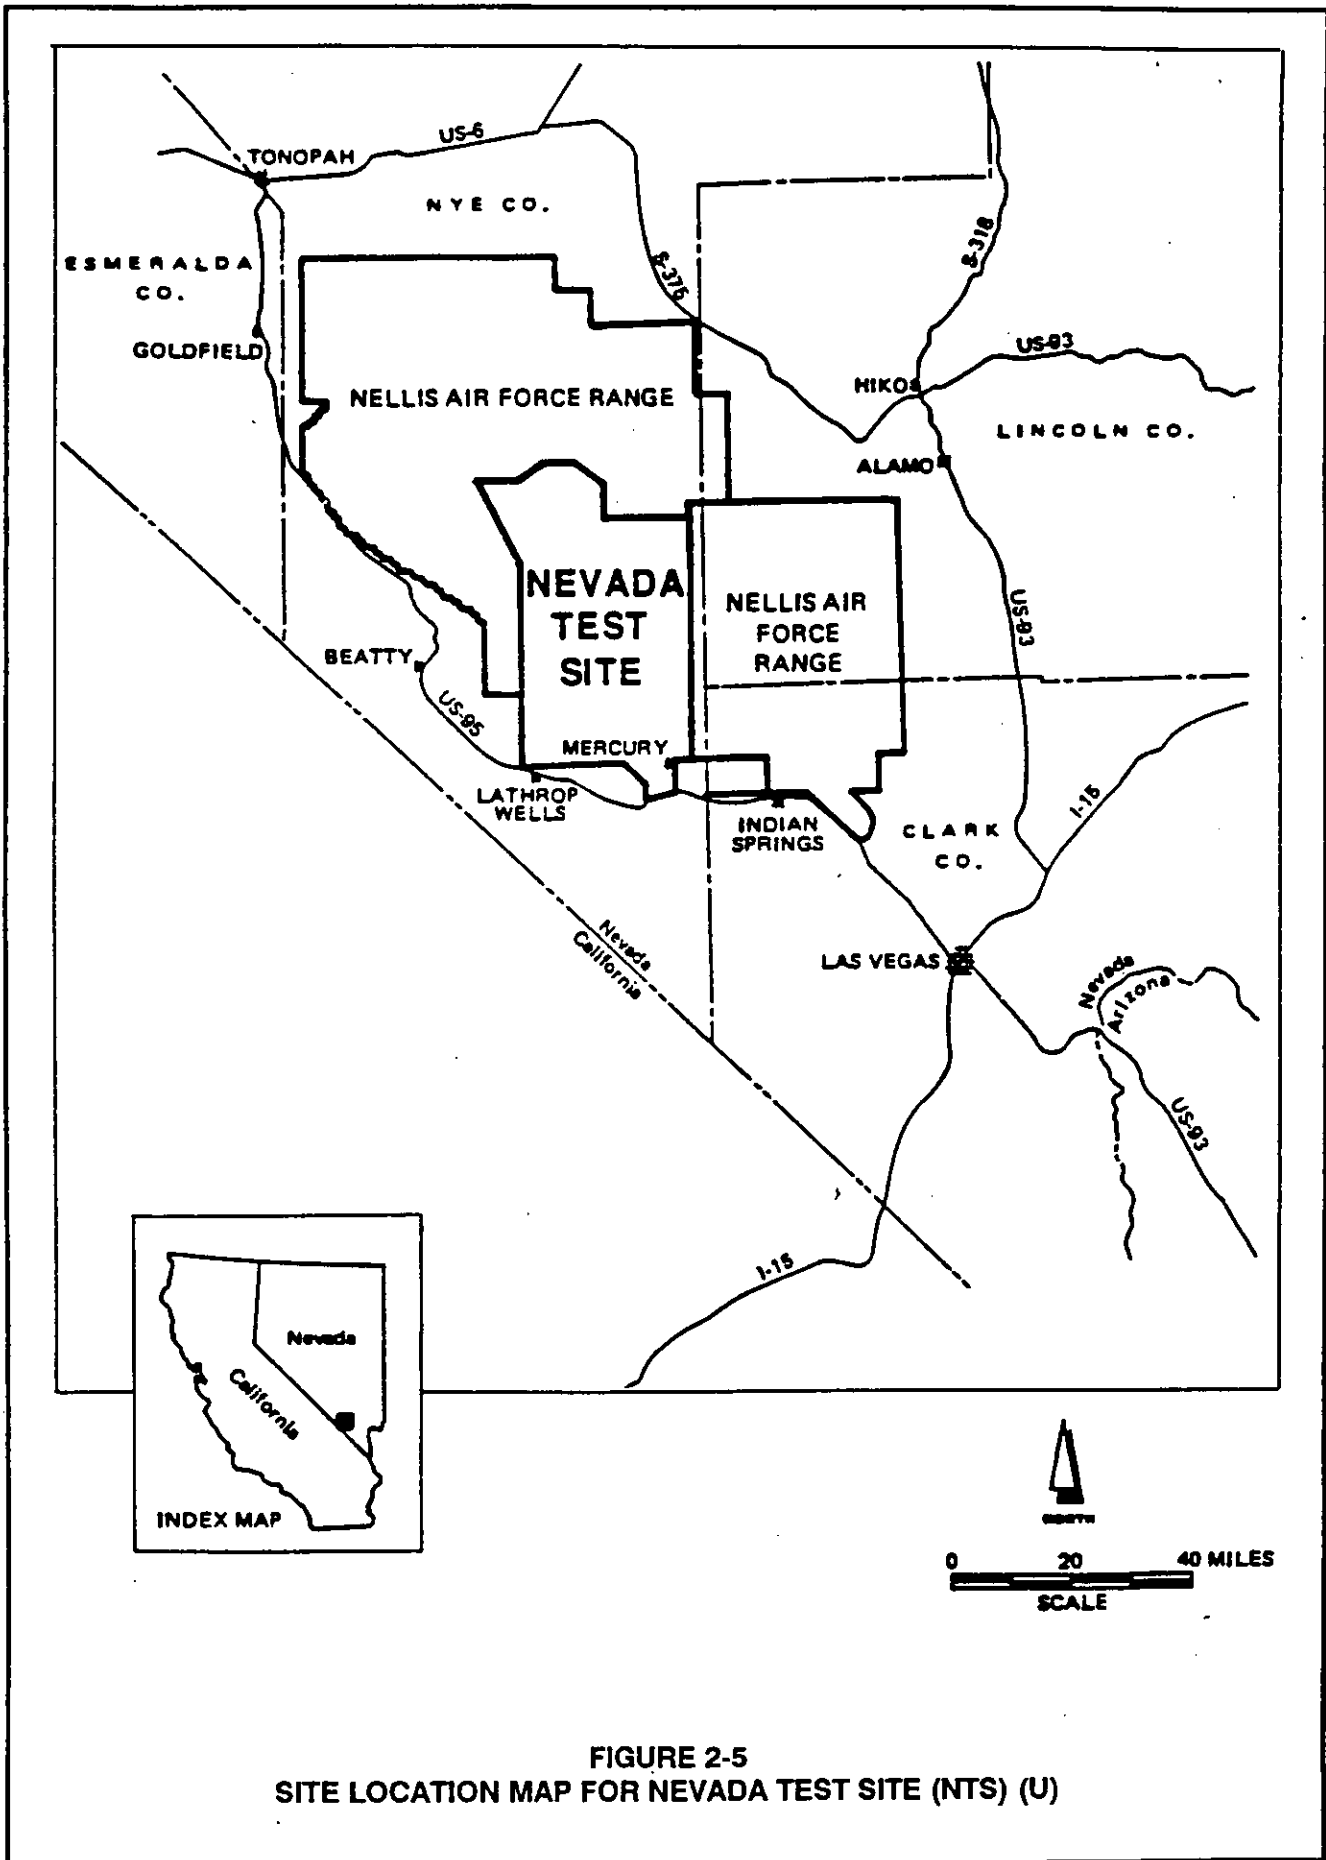 US-6
TONOPAH
NYE CO.
ESMERALDA
CO.
S-375
S-318
GOLDFIELD
US-93
HIKO
NELLIS AIR FORCE RANGE
LINCOLN CO.
ALAMO
NEVADA
TEST
SITE
NELLIS AIR
FORCE
RANGE
US-93
BEATTY
US-95
MERCURY
LATHROP
WELLS
INDIAN
SPRINGS
CLARK
CO.
I-15
Nevada
California
LAS VEGAS
Nevada
Arizona
US-93
I-15
Nevada
California
INDEX MAP
NORTH
0 20 40 MILES
SCALE
FIGURE 2-5
SITE LOCATION MAP FOR NEVADA TEST SITE (NTS) (U)